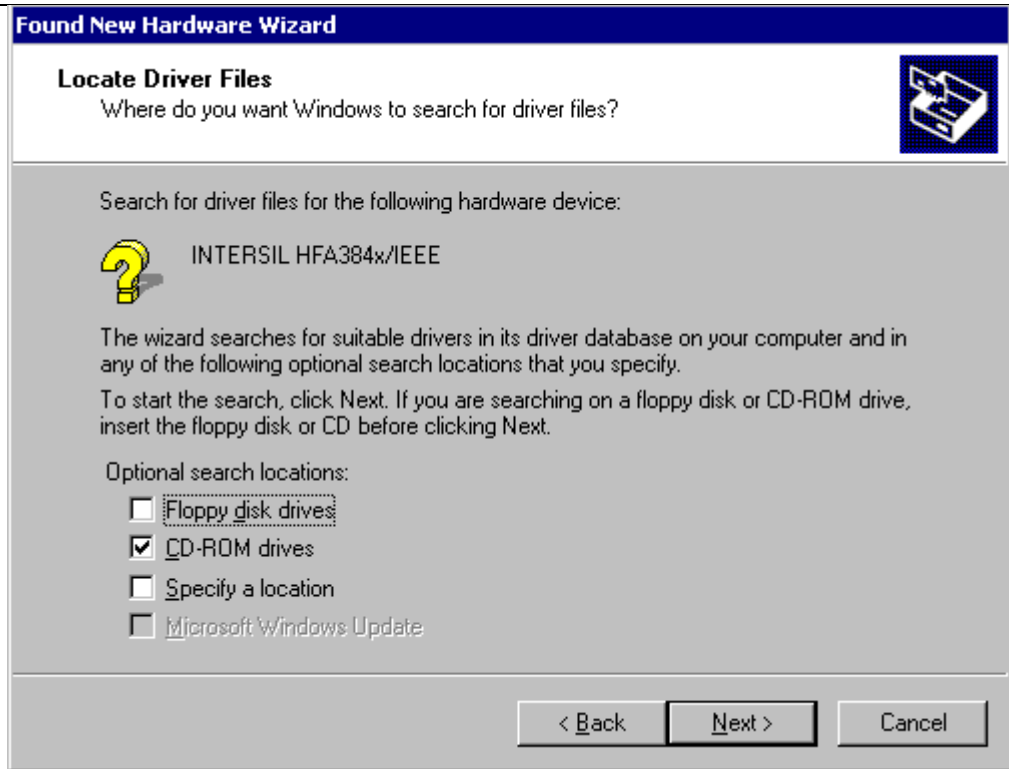 Found New Hardware Wizard
Locate Driver Files
Where do you want Windows to search for driver files?
Search for driver files for the following hardware device:
INTERSIL HFA384x/IEEE
The wizard searches for suitable drivers in its driver database on your computer and in
any of the following optional search locations that you specify.
To start the search, click Next. If you are searching on a floppy disk or CD-ROM drive,
insert the floppy disk or CD before clicking Next.
Optional search locations:
Floppy disk drives
CD-ROM drives
Specify a location
Microsoft Windows Update
< Back Next > Cancel